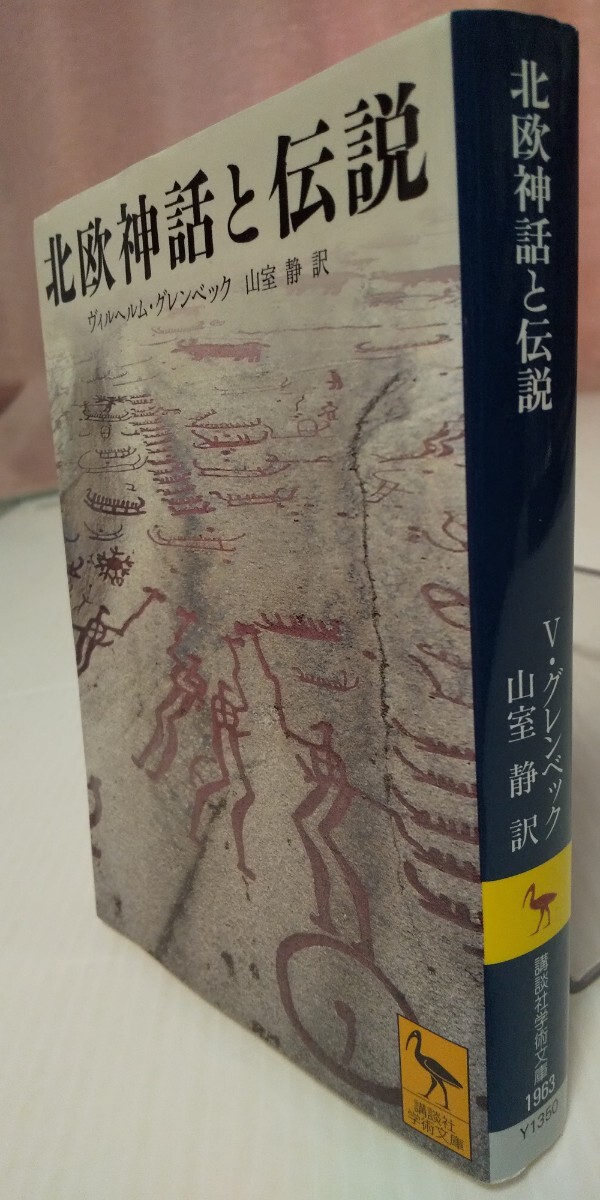 北欧神話と伝説
ヴィルヘルム・グレンベック 山室 静 訳
講談社
学術文庫
北欧神話と伝説
V・グレンベック
山室 静 訳
講談社学術文庫
1963
Y1350